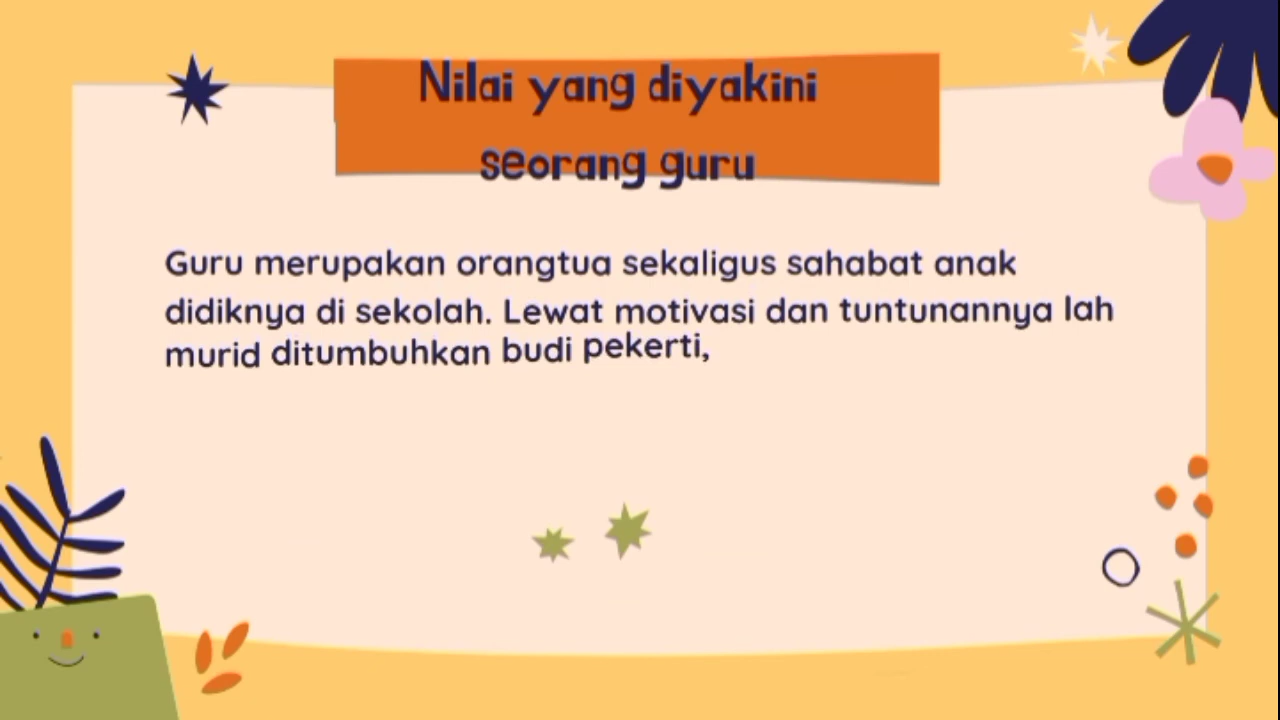 Nilai yang diyakini
seorang guru
Guru merupakan orangtua sekaligus sahabat anak
didiknya di sekolah. Lewat motivasi dan tuntunannya lah
murid ditumbuhkan budi pekerti,